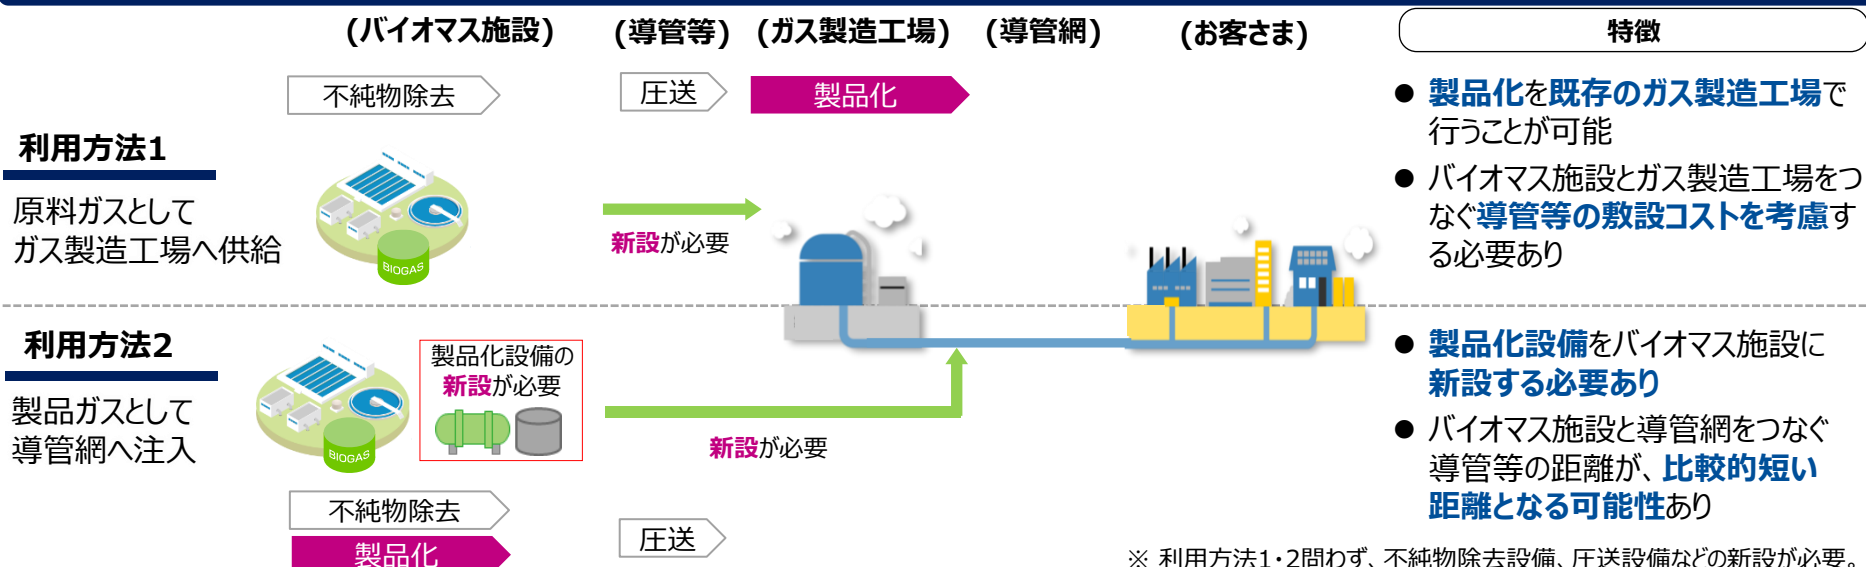 (バイオマス施設)
(導管等)
(ガス製造工場)
(導管網)
(お客さま)
特徴
不純物除去
圧送
製品化
利用方法1
原料ガスとして
ガス製造工場へ供給
BIOGAS
新設が必要
● 製品化を既存のガス製造工場で
行うことが可能
● バイオマス施設とガス製造工場をつ
なぐ導管等の敷設コストを考慮す
る必要あり
利用方法2
製品ガスとして
導管網へ注入
BIOGAS
製品化設備の
新設が必要
新設が必要
不純物除去
製品化
圧送
● 製品化設備をバイオマス施設に
新設する必要あり
● バイオマス施設と導管網をつなぐ
導管等の距離が、比較的短い
距離となる可能性あり
※ 利用方法1・2問わず、不純物除去設備、圧送設備などの新設が必要。